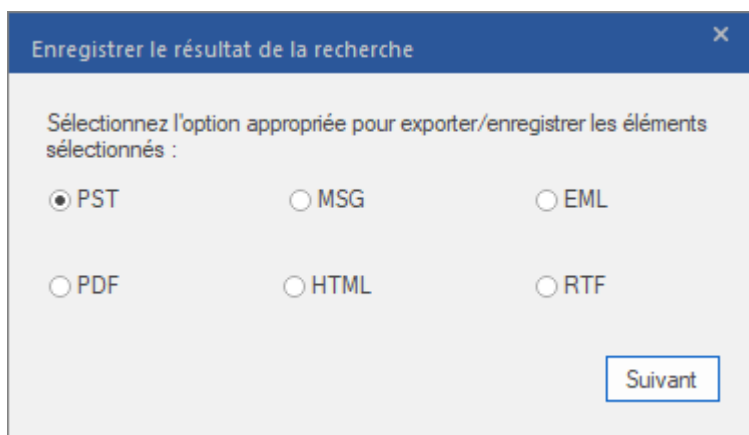 Enregistrer le résultat de la recherche
Sélectionnez l'option appropriée pour exporter/enregistrer les éléments
sélectionnés :
PST MSG EML
PDF HTML RTF
Suivant